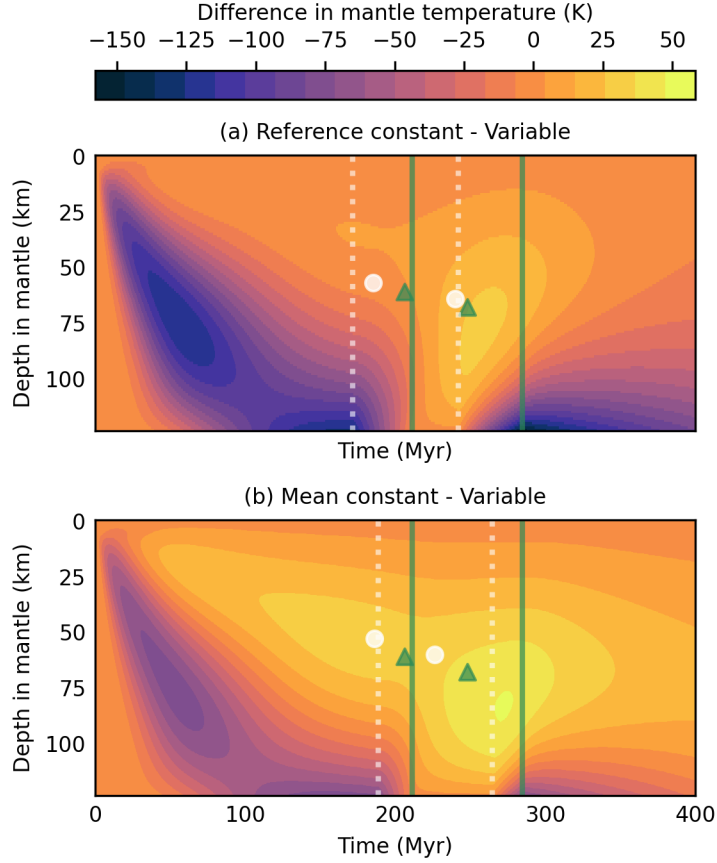 Difference in mantle temperature (K)
−150 −125 −100 −75 −50 −25 0 25 50
(a) Reference constant - Variable
0
25
50
75
100
Depth in mantle (km)
Time (Myr)
(b) Mean constant - Variable
0
25
50
75
100
Depth in mantle (km)
0 100 200 300 400
Time (Myr)